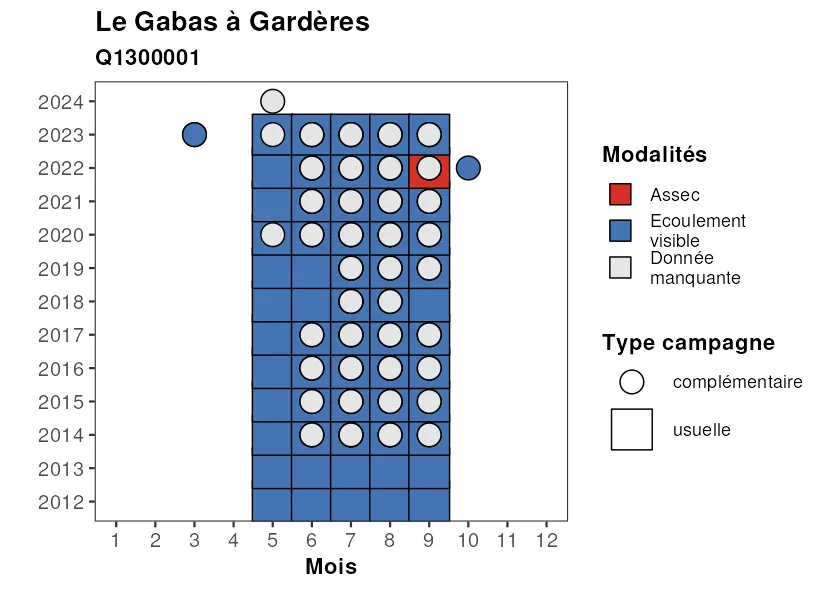 Le Gabas à Gardères
Q1300001
2024
2023
2022
2021
2020
2019
2018
2017
2016
2015
2014
2013
2012
1 2 3 4 5 6 7 8 9 10 11 12
Mois
Modalités
Assec
Ecoulement
visible
Donnée
manquante
Type campagne
complémentaire
usuelle